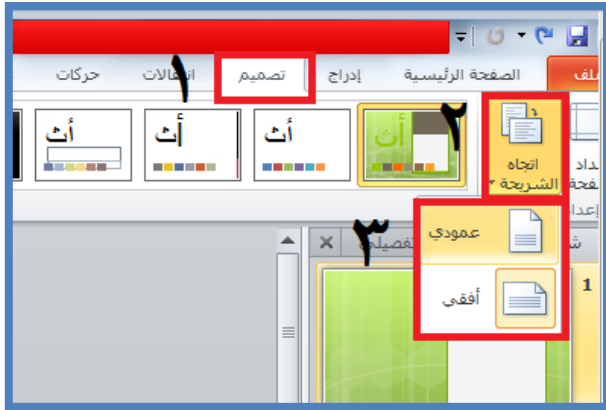 ملف الصفحة الرئيسية إدراج تصميم انتقالات حركات
١
٢
أث أث أث أث
اتجاه
الشريحة
٣
عمودي
أفقي
1